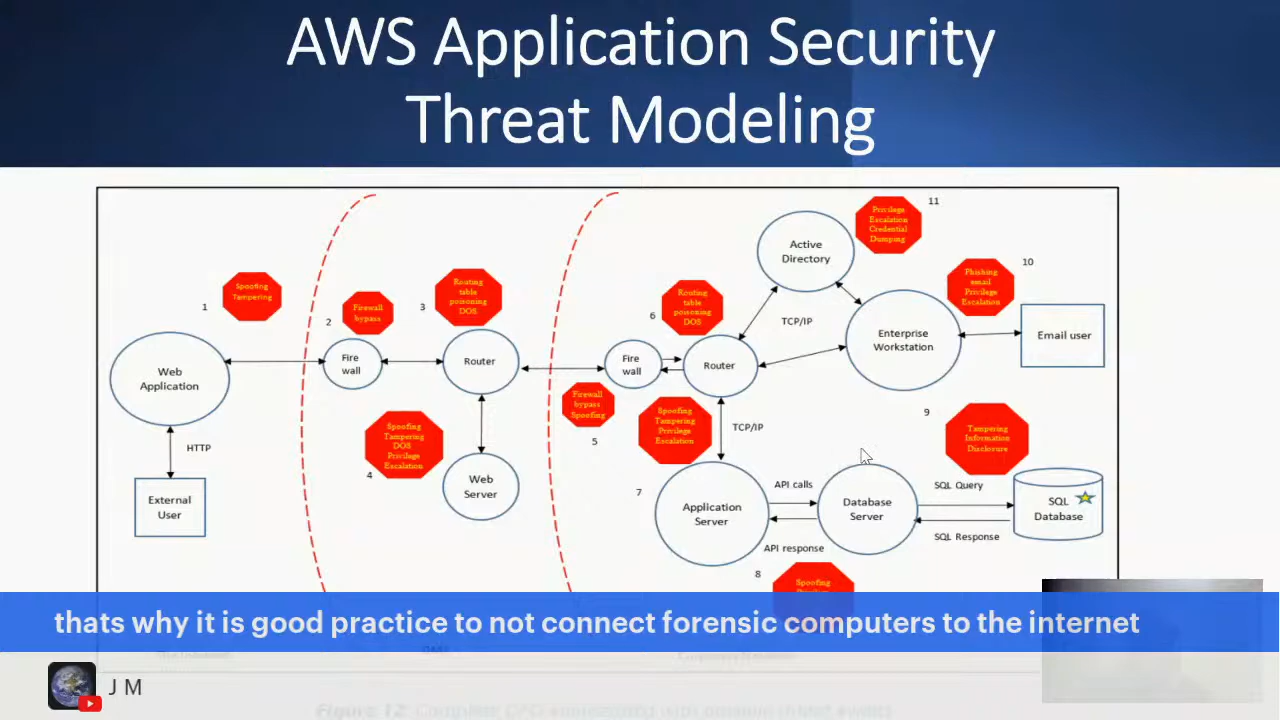 AWS Application Security
Threat Modeling
11
Privilege
Escalation
Credential
Dumping
Active
Directory
10
Phishing
email
Privilege
Escalation
1
Spoofing
Tampering
2
Firewall
bypass
3
Routing
table
poisoning
DOS
6
Routing
table
poisoning
DOS
TCP/IP
Enterprise
Workstation
Email user
Web
Application
Fire
wall
Router
Fire
wall
Router
Firewall
bypass
Spoofing
5
Spoofing
Tampering
Privilege
Escalation
TCP/IP
9
Tampering
Information
Disclosure
HTTP
Spoofing
Tampering
DOS
Privilege
Escalation
4
Web
Server
External
User
7
Application
Server
API calls
API response
Database
Server
SQL Query
SQL Response
SQL
Database
8
Spoofing
thats why it is good practice to not connect forensic computers to the internet
J M